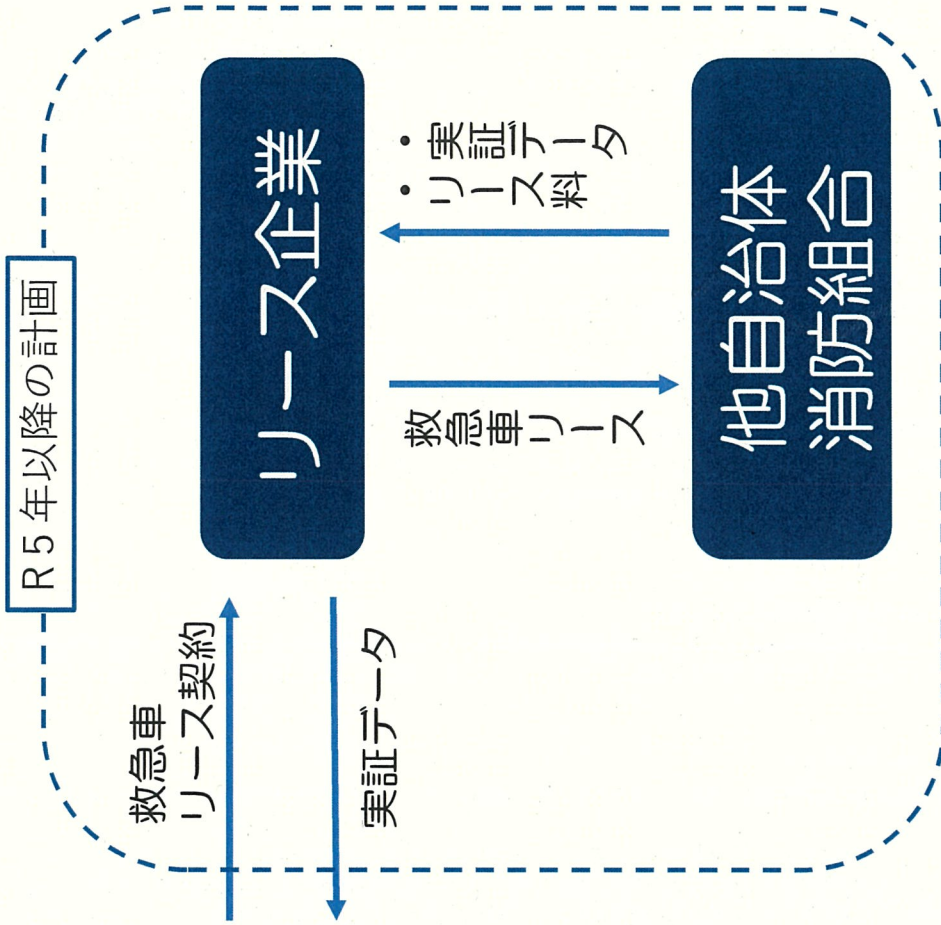 R5年以降の計画
救急車
リース契約
実証データ
リース企業
救急車リース
・実証データ
・リース料
他自治体
消防組合